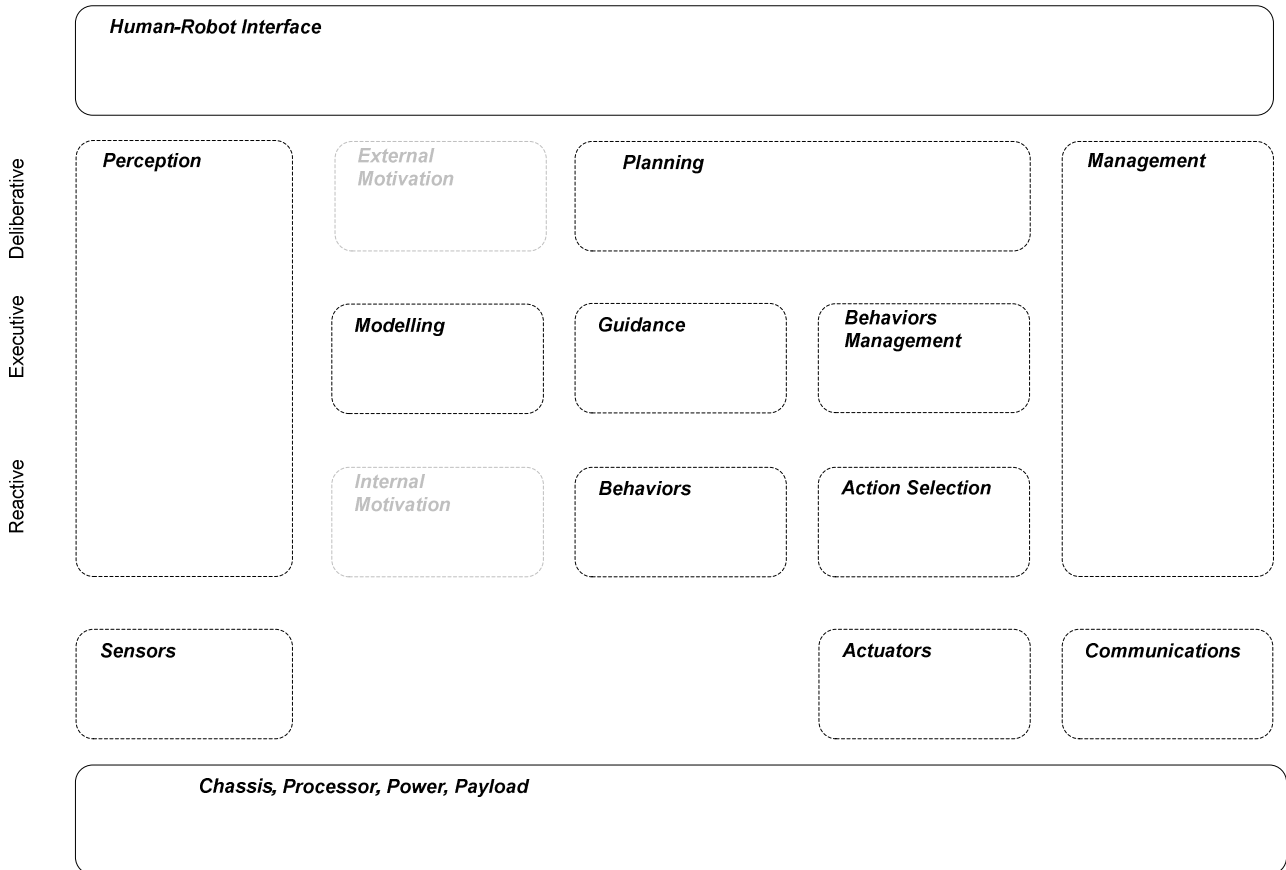 Human-Robot Interface
Deliberative
Perception
External
Motivation
Planning
Management
Executive
Modelling
Guidance
Behaviors
Management
Reactive
Internal
Motivation
Behaviors
Action Selection
Sensors
Actuators
Communications
Chassis, Processor, Power, Payload